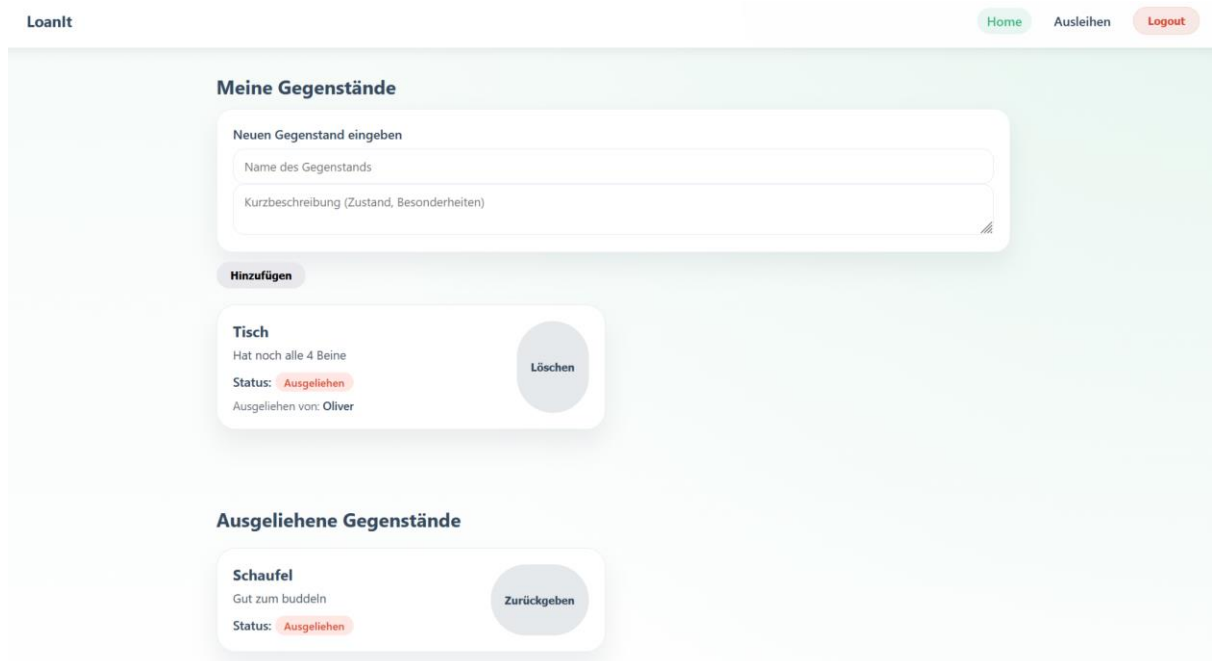 LoanIt
Home Ausleihen Logout
Meine Gegenstände
Neuen Gegenstand eingeben
Name des Gegenstands
Kurzbeschreibung (Zustand, Besonderheiten)
Hinzufügen
Tisch
Hat noch alle 4 Beine
Status: Ausgeliehen
Ausgeliehen von: Oliver
Löschen
Ausgeliehene Gegenstände
Schaufel
Gut zum buddeln
Status: Ausgeliehen
Zurückgeben